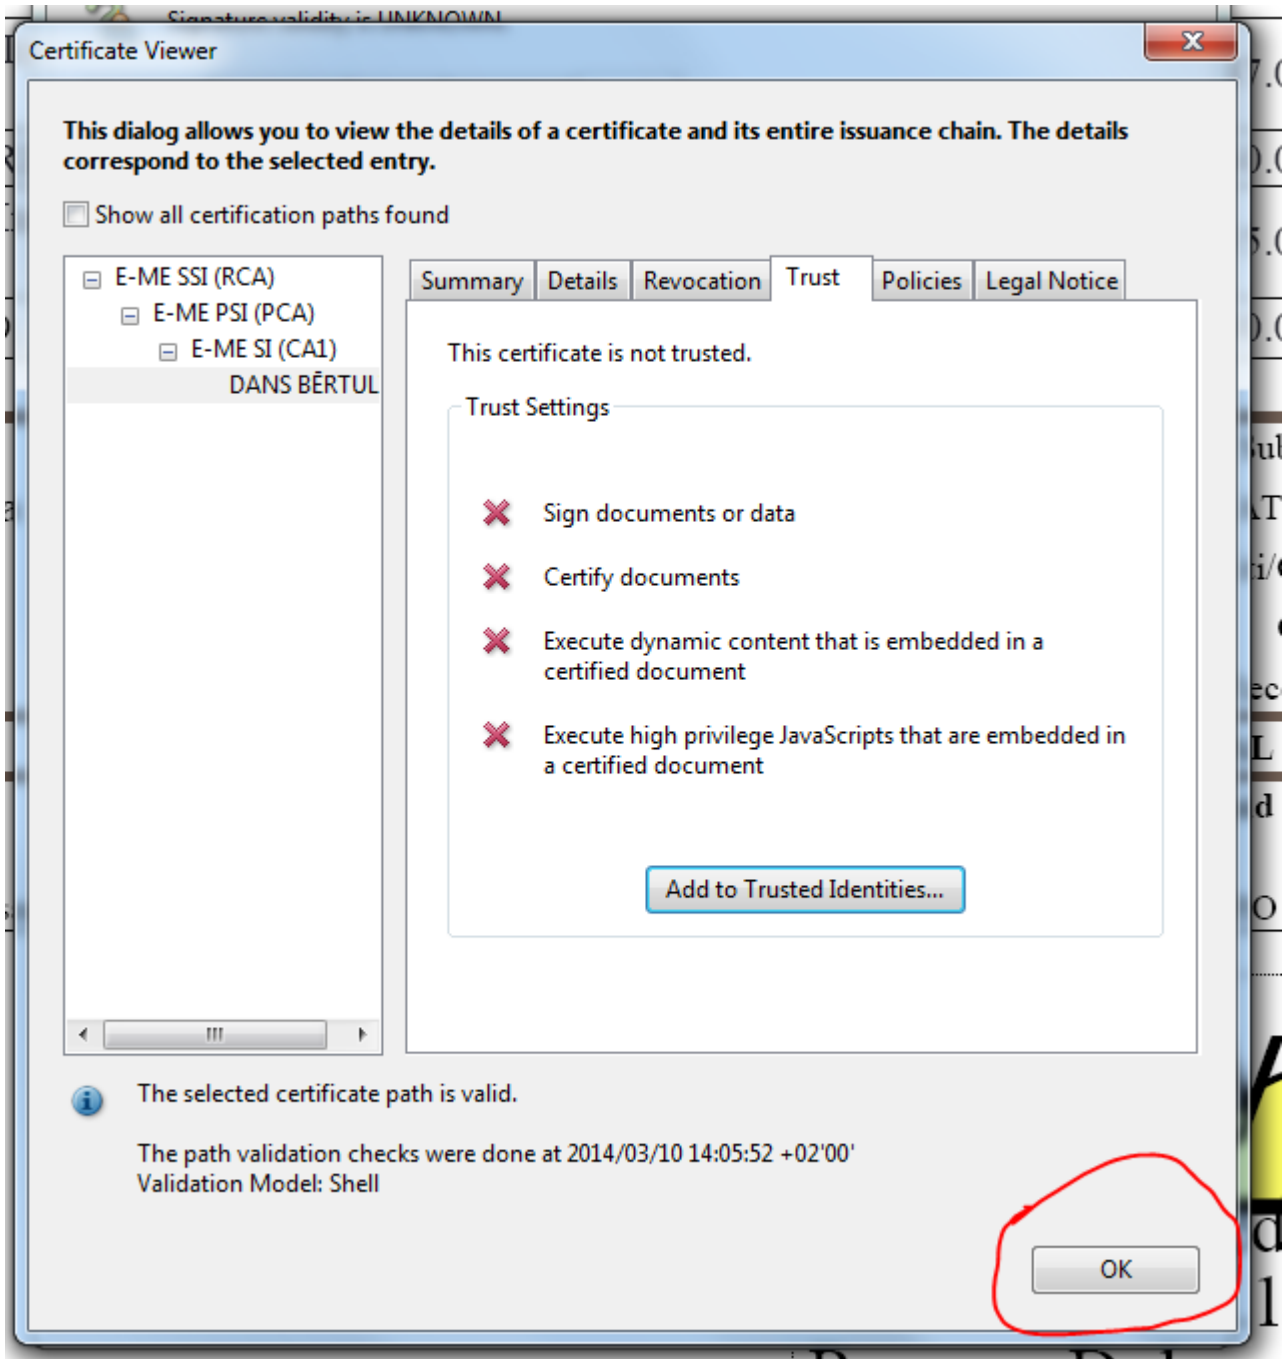 Signature validity is UNKNOWN
Certificate Viewer
This dialog allows you to view the details of a certificate and its entire issuance chain. The details
correspond to the selected entry.
Show all certification paths found
E-ME SSI (RCA)
E-ME PSI (PCA)
E-ME SI (CA1)
DANS BĒRTUL
Summary Details Revocation Trust Policies Legal Notice
This certificate is not trusted.
Trust Settings
Sign documents or data
Certify documents
Execute dynamic content that is embedded in a
certified document
Execute high privilege JavaScripts that are embedded in
a certified document
Add to Trusted Identities...
The selected certificate path is valid.
The path validation checks were done at 2014/03/10 14:05:52 +02'00'
Validation Model: Shell
OK